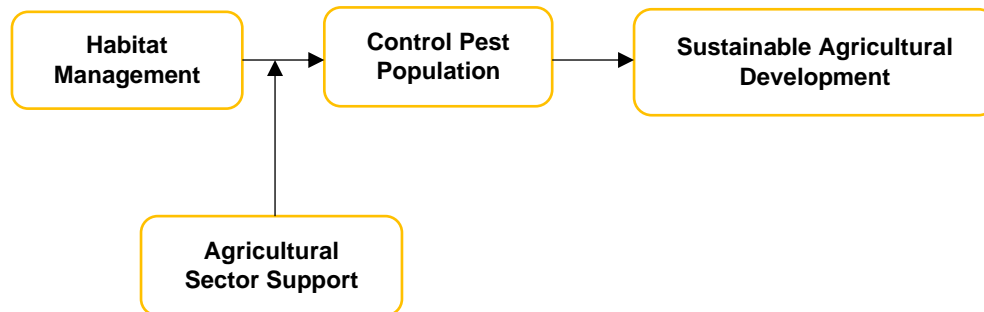 Habitat
Management
Control Pest
Population
Sustainable Agricultural
Development
Agricultural
Sector Support